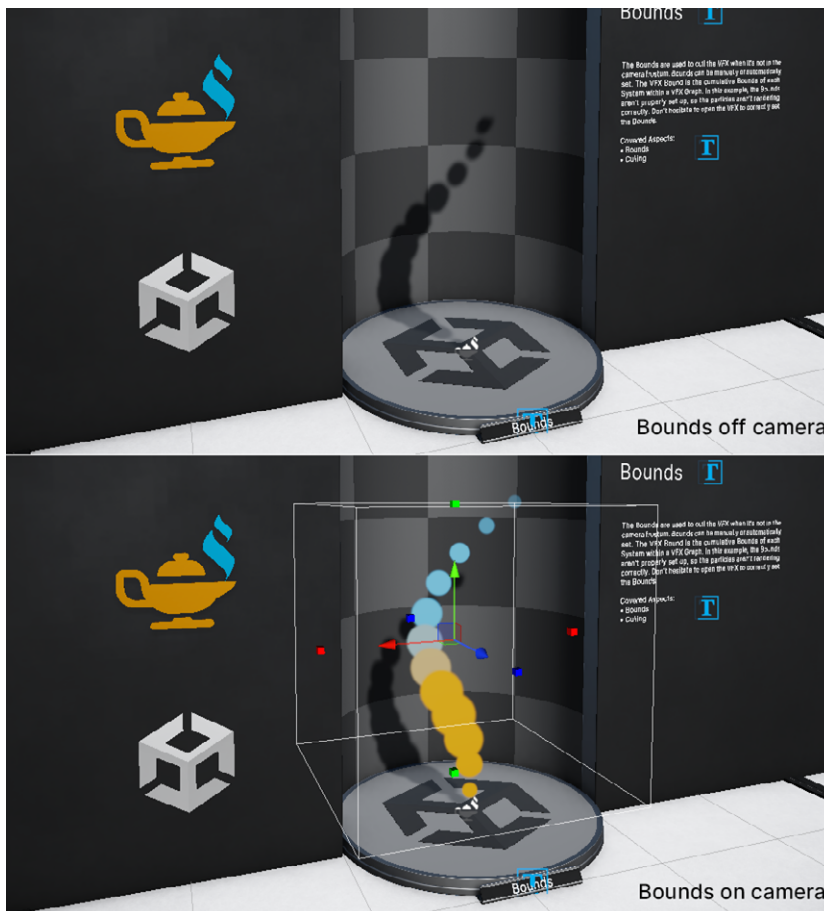 Bounds
The Bounds are used to cull the VFX when it's not in the
camera frustum. Bounds can be manually or automatically
set. The VFX Bound is the cumulative Bounds of each
System within a VFX Graph. In this example, the Bounds
aren't properly set up, so the particles aren't rendering
correctly. Don't hesitate to open the VFX to correctly set
the Bounds.
Covered Aspects:
• Bounds
• Culling
Bounds
Bounds off camera
Bounds
The Bounds are used to cull the VFX when it's not in the
camera frustum. Bounds can be manually or automatically
set. The VFX Bound is the cumulative Bounds of each
System within a VFX Graph. In this example, the Bounds
aren't properly set up, so the particles aren't rendering
correctly. Don't hesitate to open the VFX to correctly set
the Bounds
Covered Aspects:
• Bounds
• Culling
Bounds
Bounds on camera